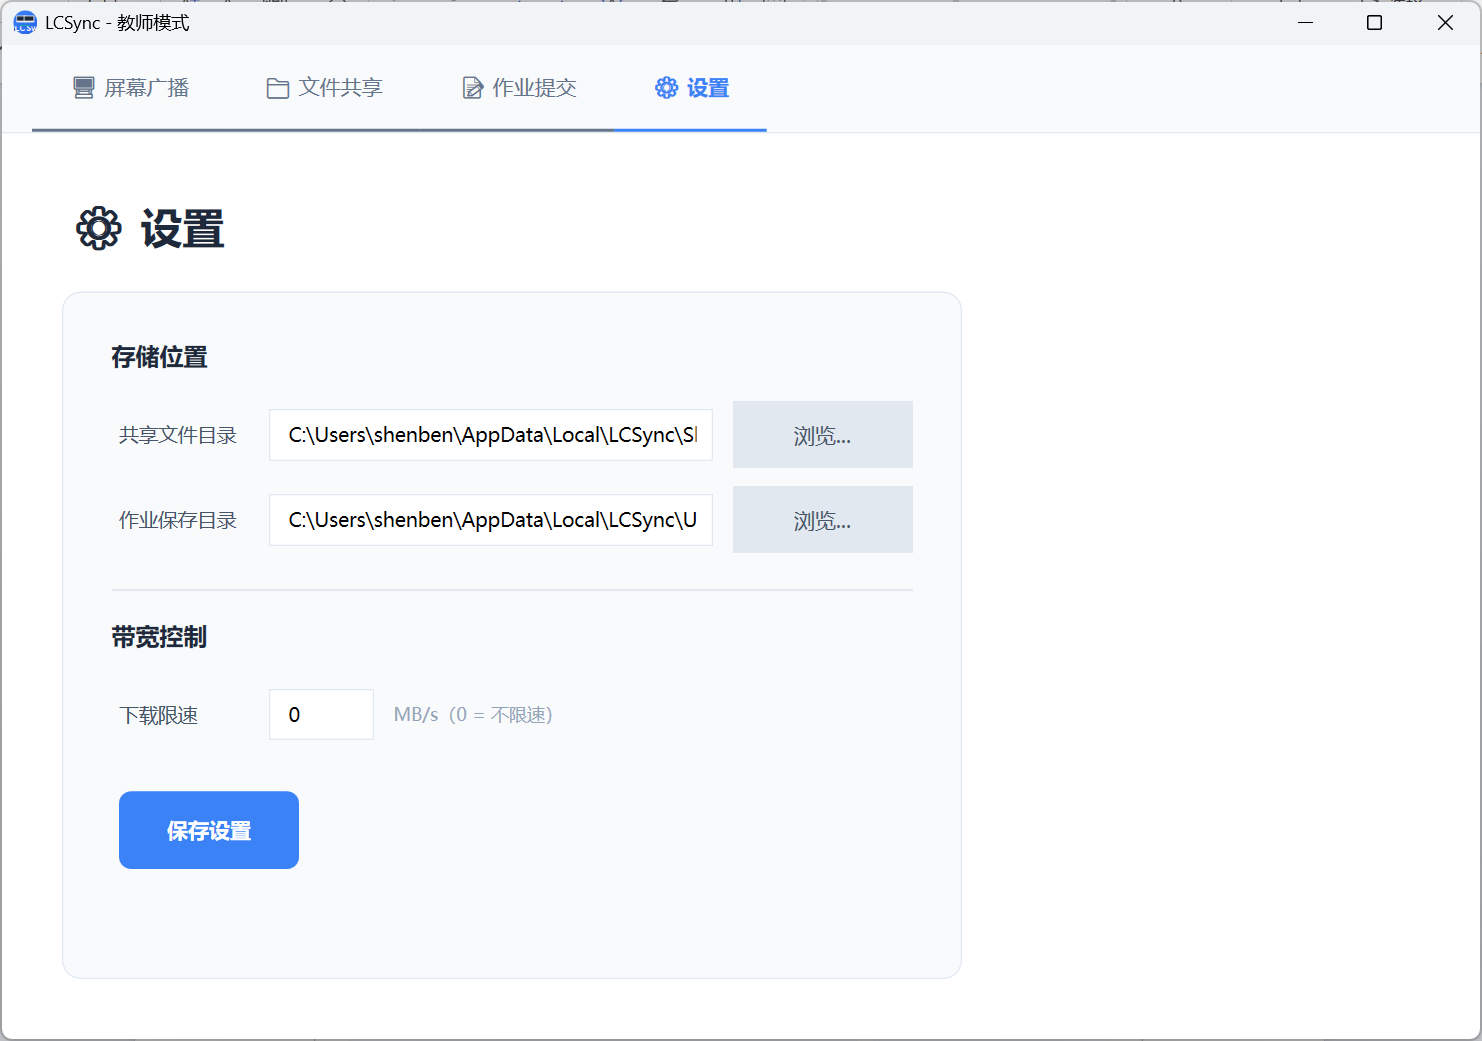 LCSync - 教师模式
屏幕广播 文件共享 作业提交 设置
设置
存储位置
共享文件目录 C:\Users\shenben\AppData\Local\LCSync\S 浏览...
作业保存目录 C:\Users\shenben\AppData\Local\LCSync\U 浏览...
带宽控制
下载限速 0 MB/s（0 = 不限速）
保存设置